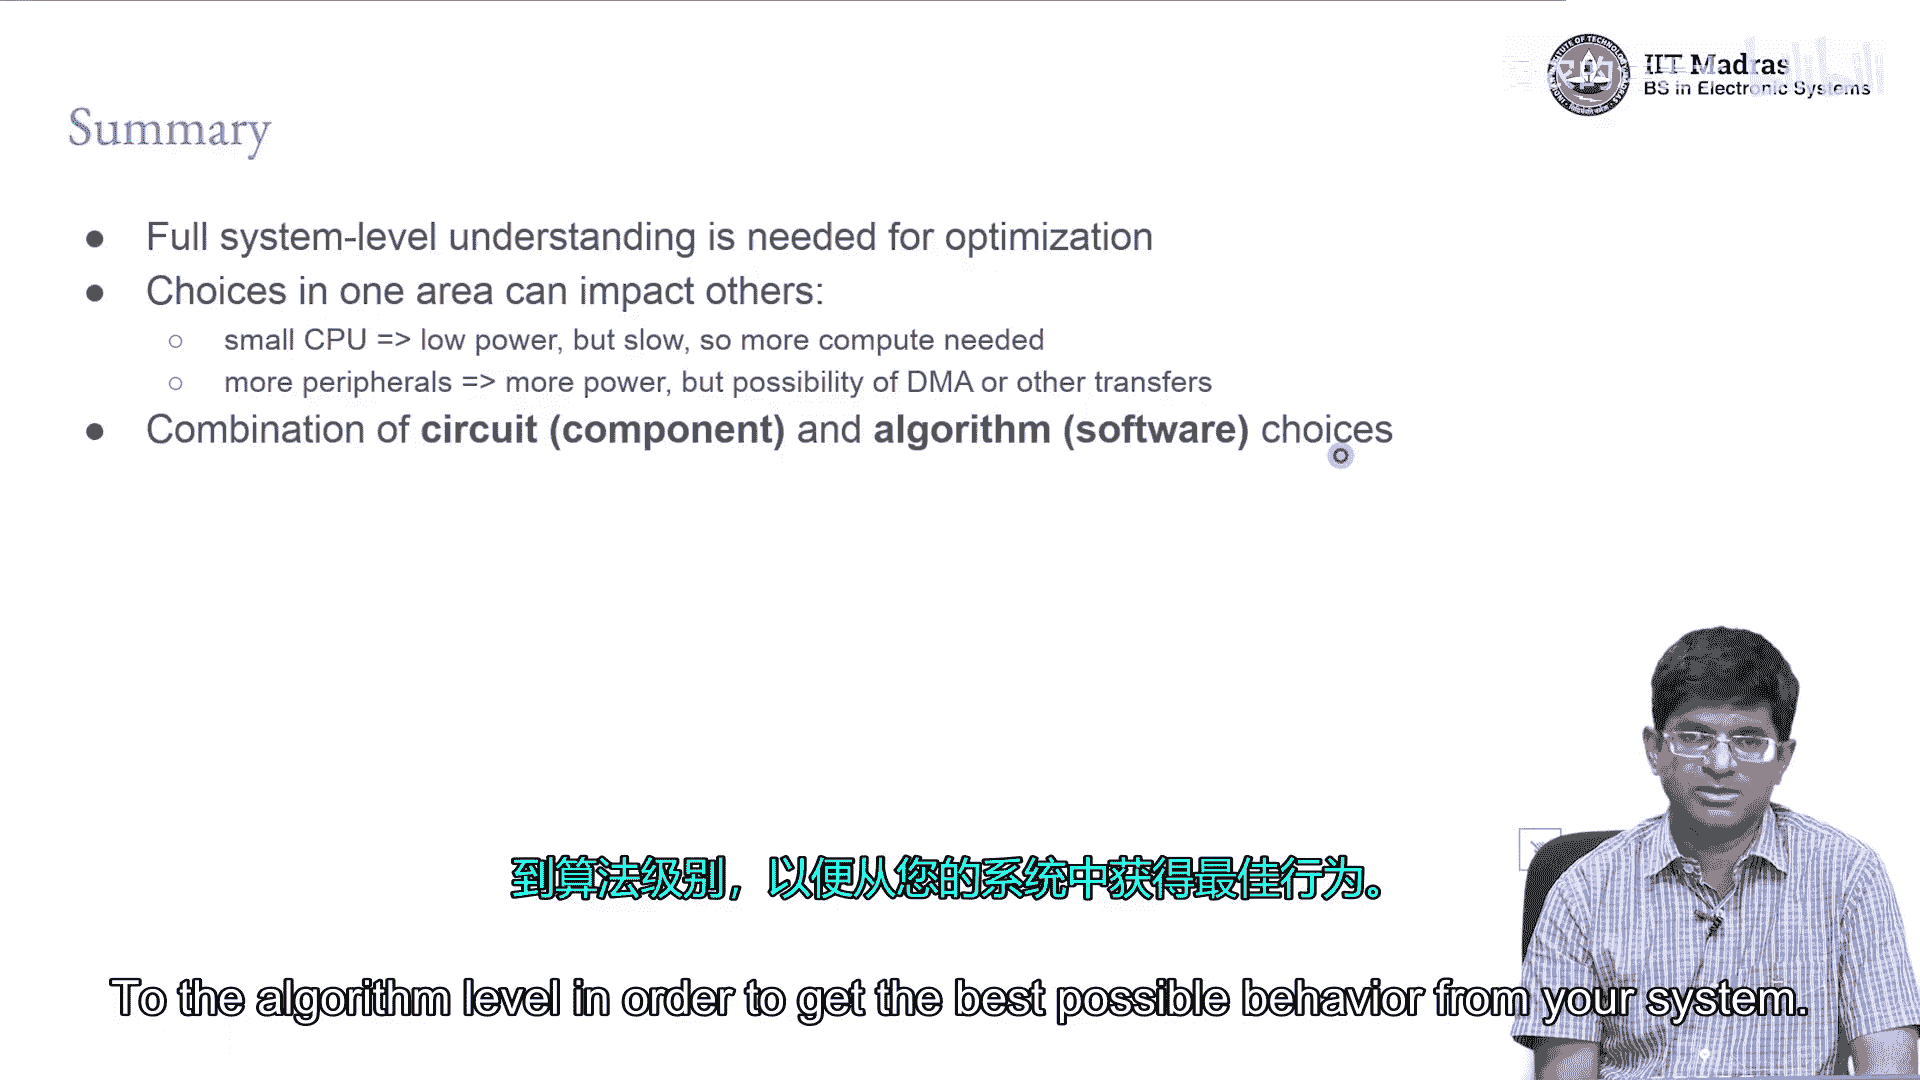 IIT Madras
BS in Electronic Systems
Summary
● Full system-level understanding is needed for optimization
● Choices in one area can impact others:
○ small CPU => low power, but slow, so more compute needed
○ more peripherals => more power, but possibility of DMA or other transfers
● Combination of circuit (component) and algorithm (software) choices
到算法级别，以便从您的系统中获得最佳行为。
To the algorithm level in order to get the best possible behavior from your system.